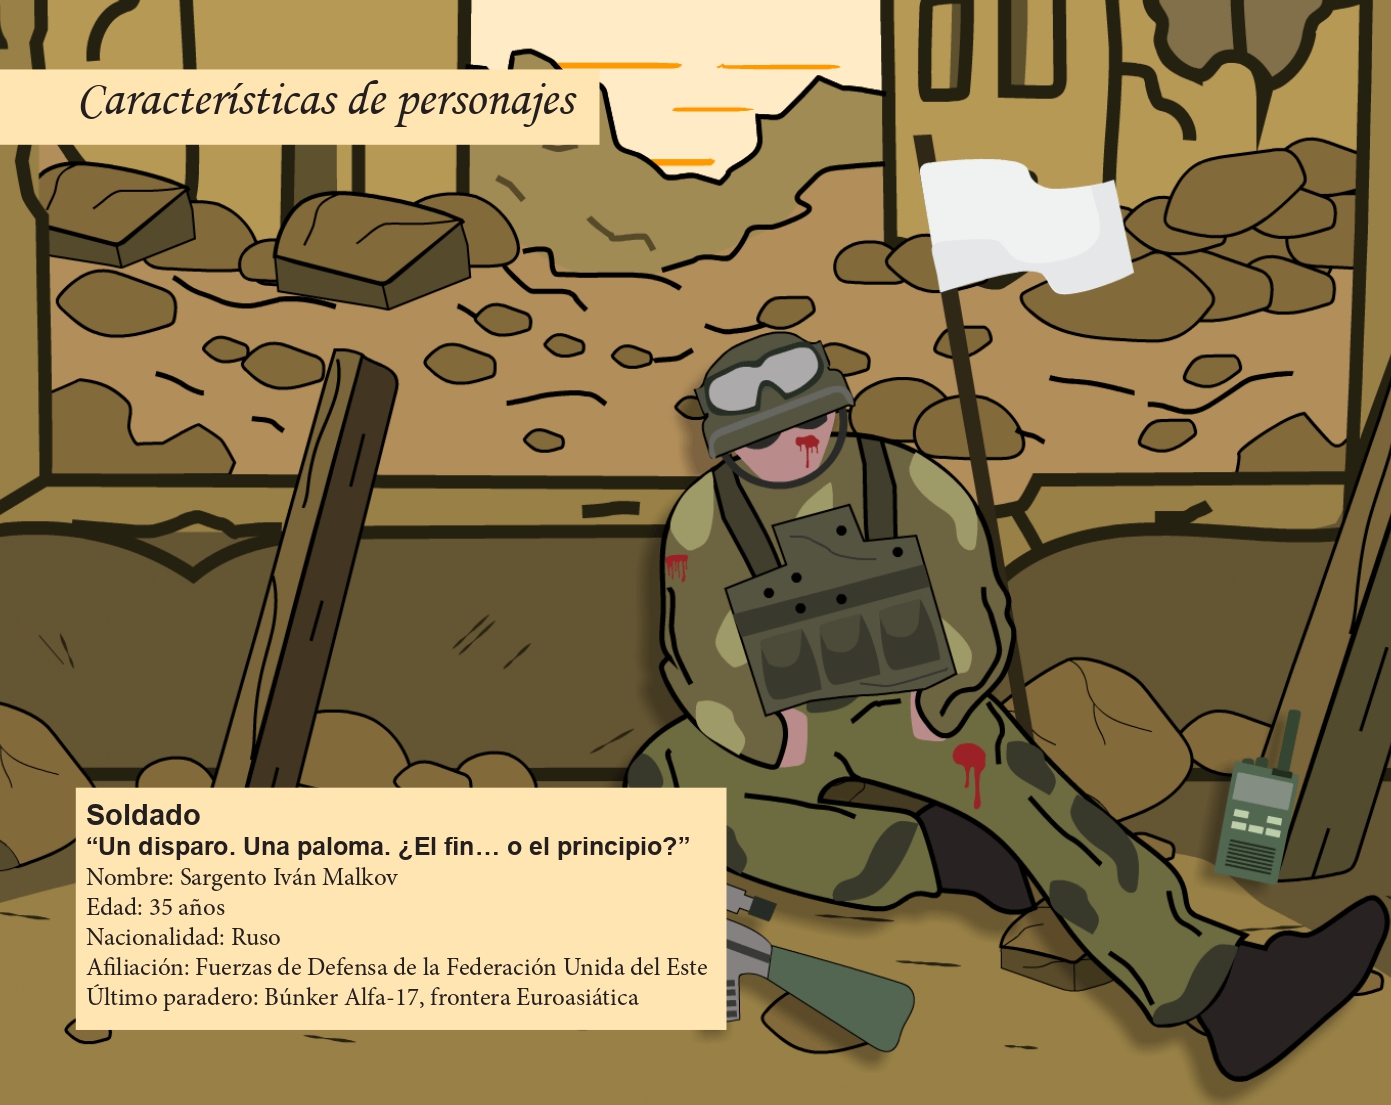 Características de personajes
Soldado
“Un disparo. Una paloma. ¿El fin… o el principio?”
Nombre: Sargento Iván Malkov
Edad: 35 años
Nacionalidad: Ruso
Afiliación: Fuerzas de Defensa de la Federación Unida del Este
Último paradero: Búnker Alfa-17, frontera Euroasiática